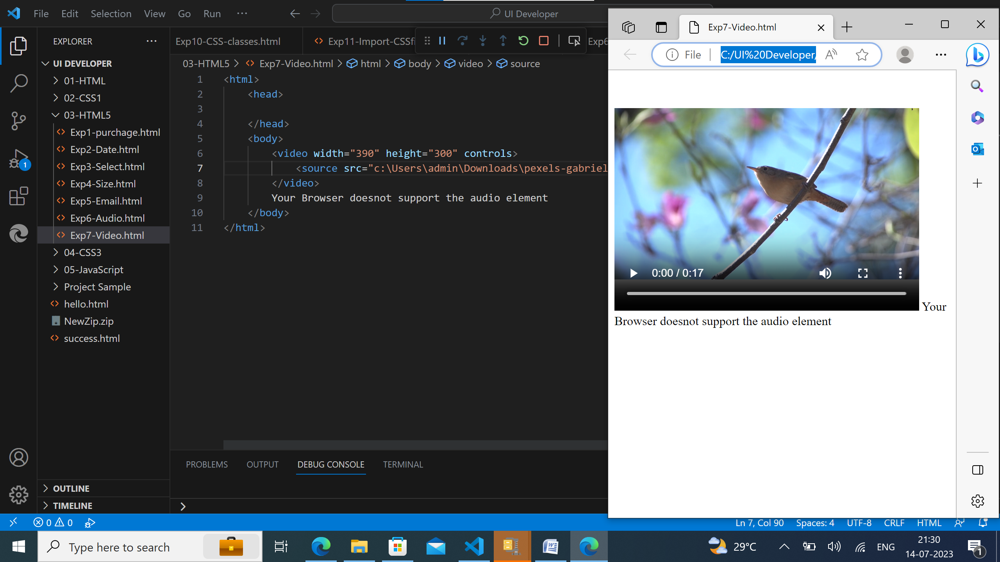 File Edit Selection View Go Run ...
UI Developer
EXPLORER
UI DEVELOPER
01-HTML
02-CSS1
03-HTML5
Exp1-purchage.html
Exp2-Date.html
Exp3-Select.html
Exp4-Size.html
Exp5-Email.html
Exp6-Audio.html
Exp7-Video.html
04-CSS3
05-JavaScript
Project Sample
hello.html
NewZip.zip
success.html
OUTLINE
TIMELINE
1
Exp10-CSS-classes.html Exp11-Import-CSSfi Exp6
03-HTML5 > Exp7-Video.html > html > body > video > source
1 <html>
2 <head>
3
4 </head>
5 <body>
6 <video width="390" height="300" controls>
7 <source src="c:\Users\admin\Downloads\pexels-gabriel
8 </video>
9 Your Browser doesnot support the audio element
10 </body>
11 </html>
PROBLEMS OUTPUT DEBUG CONSOLE TERMINAL
Exp7-Video.html
File C:/UI%20Developer/
0:00 / 0:17
Your
Browser doesnot support the audio element
0 0
Ln 7, Col 90 Spaces: 4 UTF-8 CRLF HTML
Type here to search
29°C
ENG
21:30
14-07-2023
1